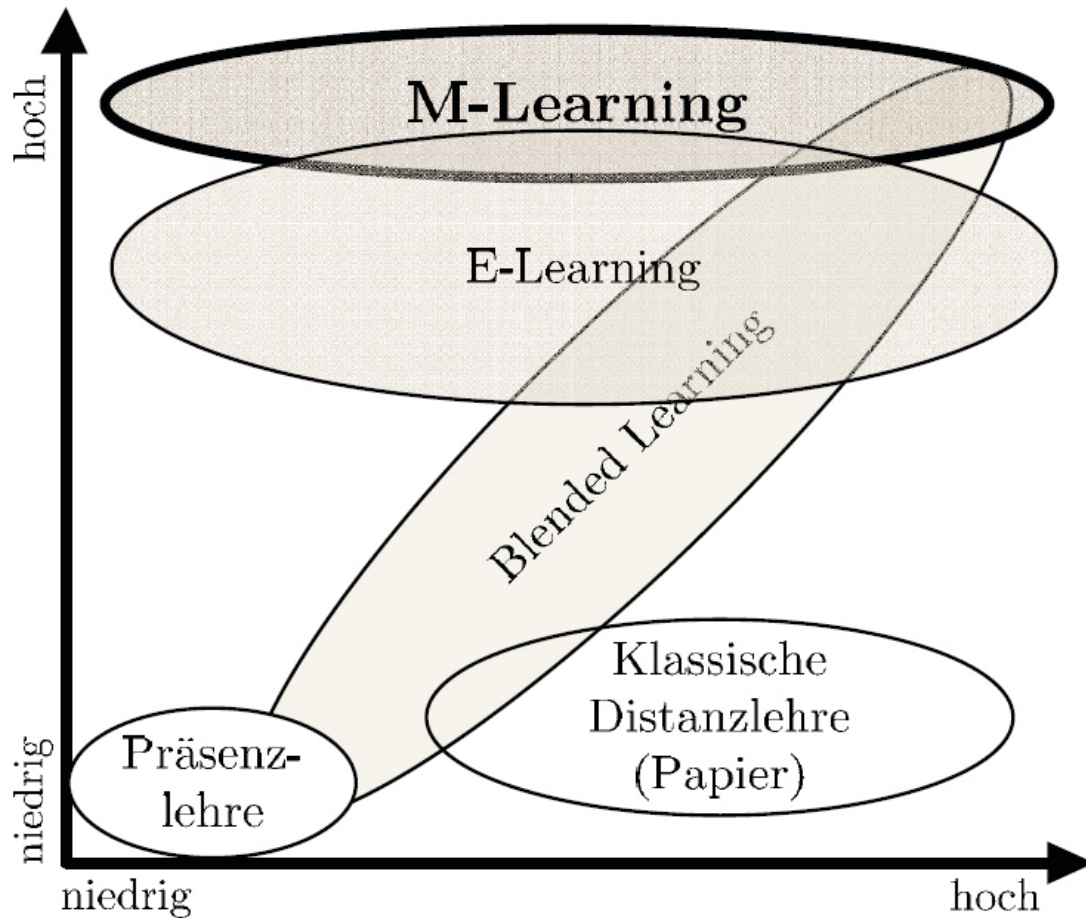 hoch
M-Learning
E-Learning
Blended Learning
Klassische
Distanzlehre
(Papier)
Präsenz-
lehre
niedrig
niedrig
hoch